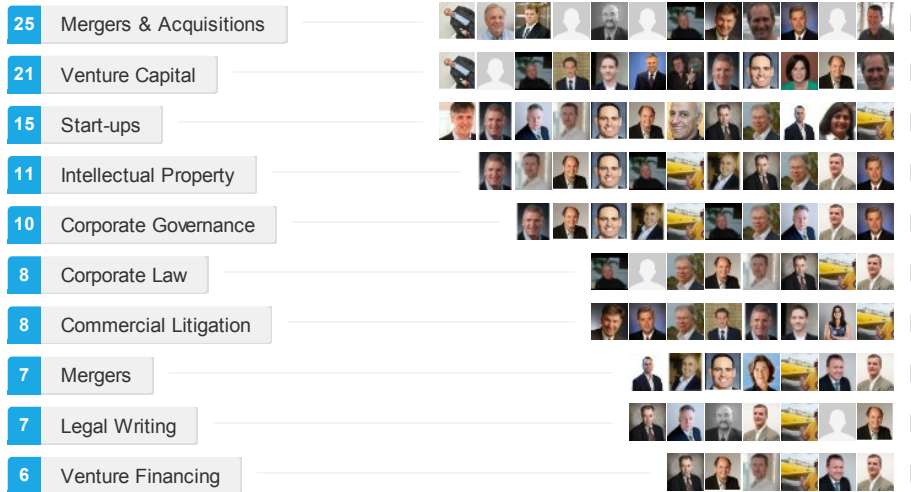 25 Mergers & Acquisitions
21 Venture Capital
15 Start-ups
11 Intellectual Property
10 Corporate Governance
8 Corporate Law
8 Commercial Litigation
7 Mergers
7 Legal Writing
6 Venture Financing